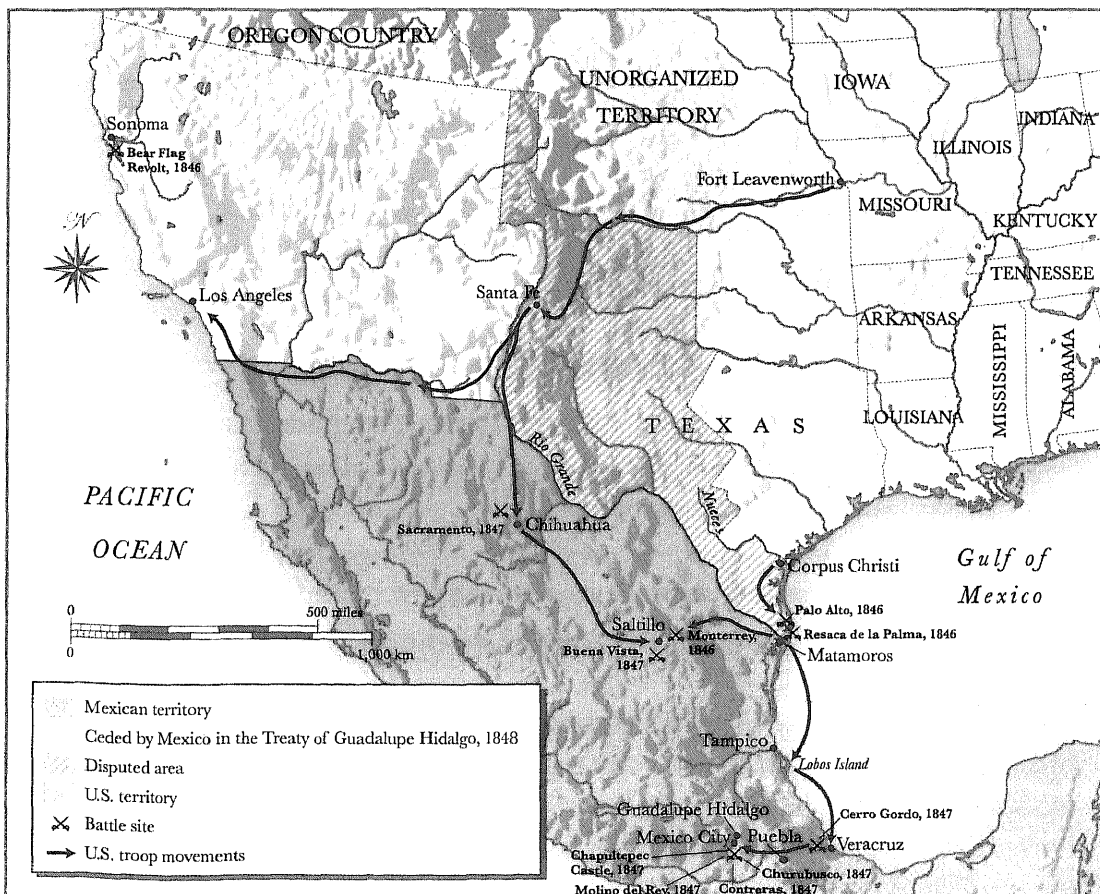 OREGON COUNTRY
UNORGANIZED
TERRITORY
IOWA
ILLINOIS
INDIANA
Sonoma
Bear Flag
Revolt, 1846
Fort Leavenworth
MISSOURI
KENTUCKY
N
TENNESSEE
Los Angeles
Santa Fe
ARKANSAS
MISSISSIPPI
ALABAMA
LOUISIANA
TEXAS
Rio Grande
Nueces
PACIFIC
OCEAN
Sacramento, 1847
Chihuahua
Corpus Christi
Gulf of
Mexico
0
500 miles
1,000 km
Palo Alto, 1846
Saltillo
Monterrey,
1846
Resaca de la Palma, 1846
Buena Vista,
1847
Matamoros
Mexican territory
Ceded by Mexico in the Treaty of Guadalupe Hidalgo, 1848
Disputed area
U.S. territory
Battle site
U.S. troop movements
Tampico
Lobos Island
Guadalupe Hidalgo
Cerro Gordo, 1847
Mexico City
Puebla
Veracruz
Chapultepec
Castle, 1847
Churubusco, 1847
Molino del Rey, 1847
Contreras, 1847